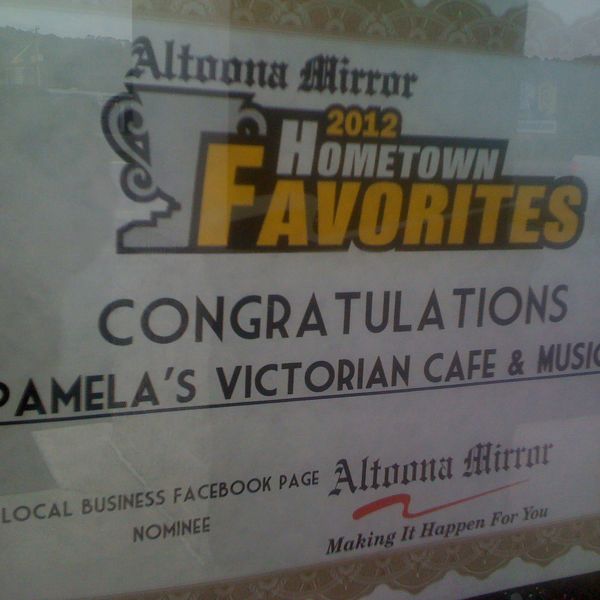 Altoona Mirror
2012
HOMETOWN
FAVORITES
CONGRATULATIONS
PAMELA'S VICTORIAN CAFE & MUSIC
LOCAL BUSINESS FACEBOOK PAGE
NOMINEE
Altoona Mirror
Making It Happen For You